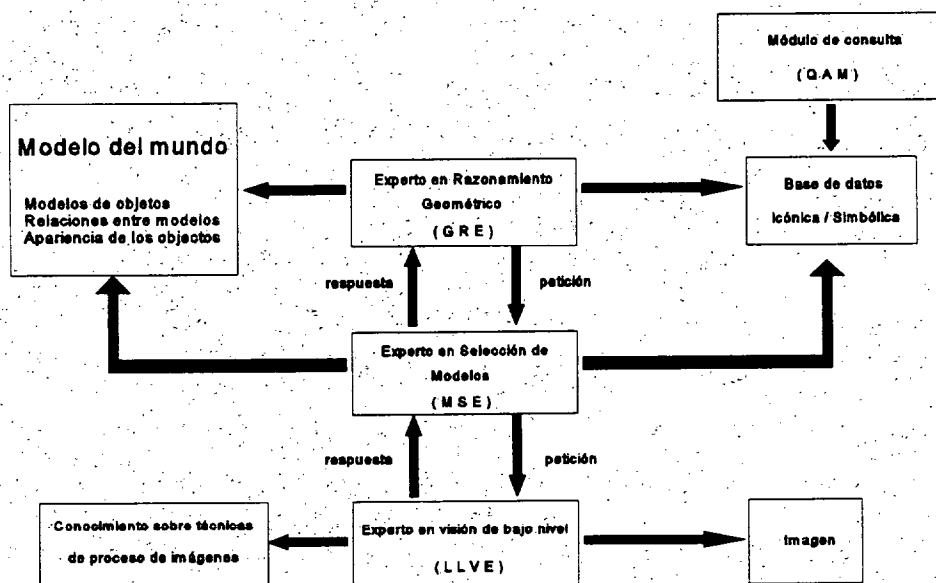 Módulo de consulta
( Q A M )
Modelo del mundo
Modelos de objetos
Relaciones entre modelos
Apariencia de los objectos
Experto en Razonamiento
Geométrico
( G R E )
Base de datos
Icónica / Simbólica
respuesta
petición
Experto en Selección de
Modelos
( M S E )
respuesta
petición
Conocimiento sobre técnicas
de proceso de imágenes
Experto en visión de bajo nivel
( L L V E )
Imagen